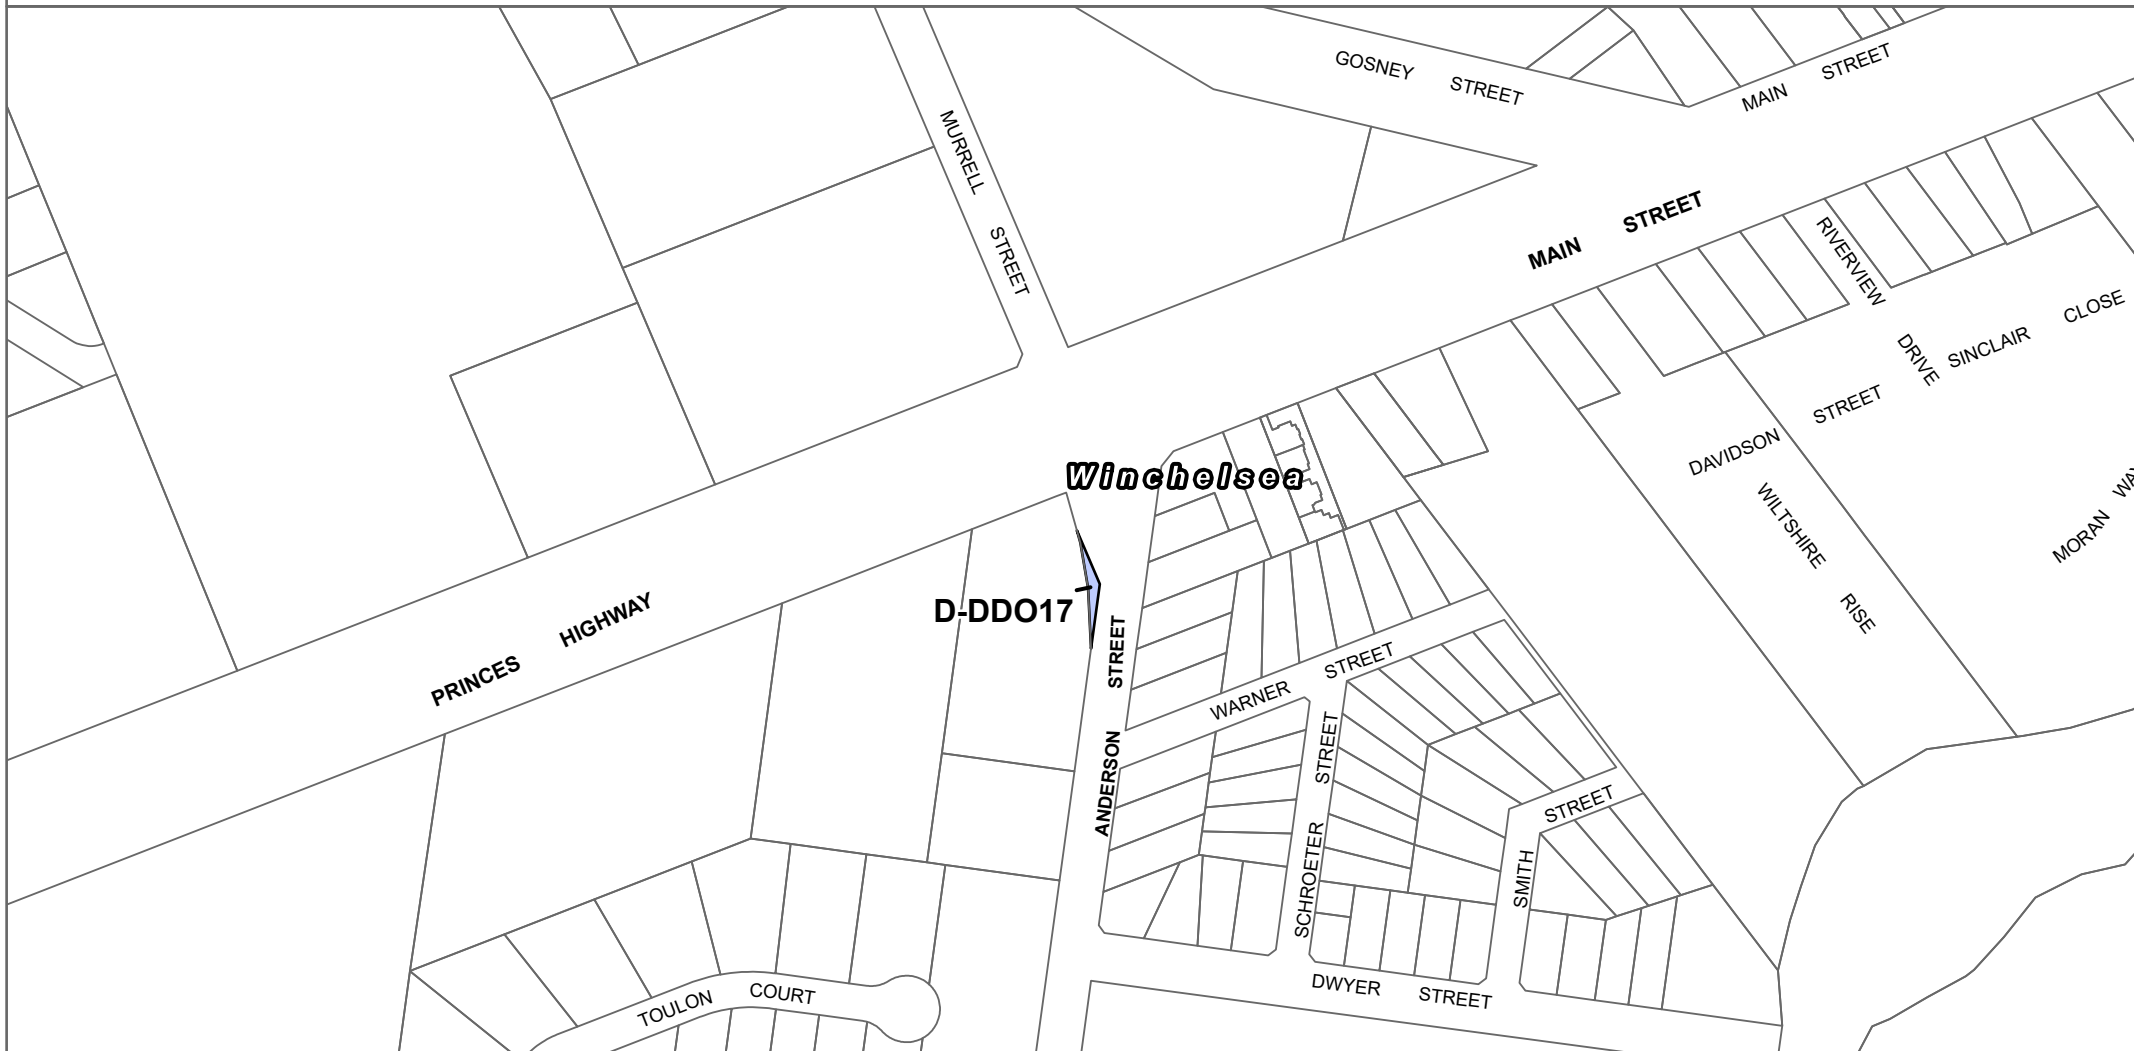 GOSNEY STREET
MAIN STREET
MURRELL STREET
MAIN STREET
RIVERVIEW DRIVE
SINCLAIR CLOSE
DAVIDSON STREET
WILTSHIRE RISE
MORAN
Winchelsea
D-DDO17
PRINCES HIGHWAY
ANDERSON STREET
WARNER STREET
SCHROETER STREET
SMITH STREET
TOULON COURT
DWYER STREET